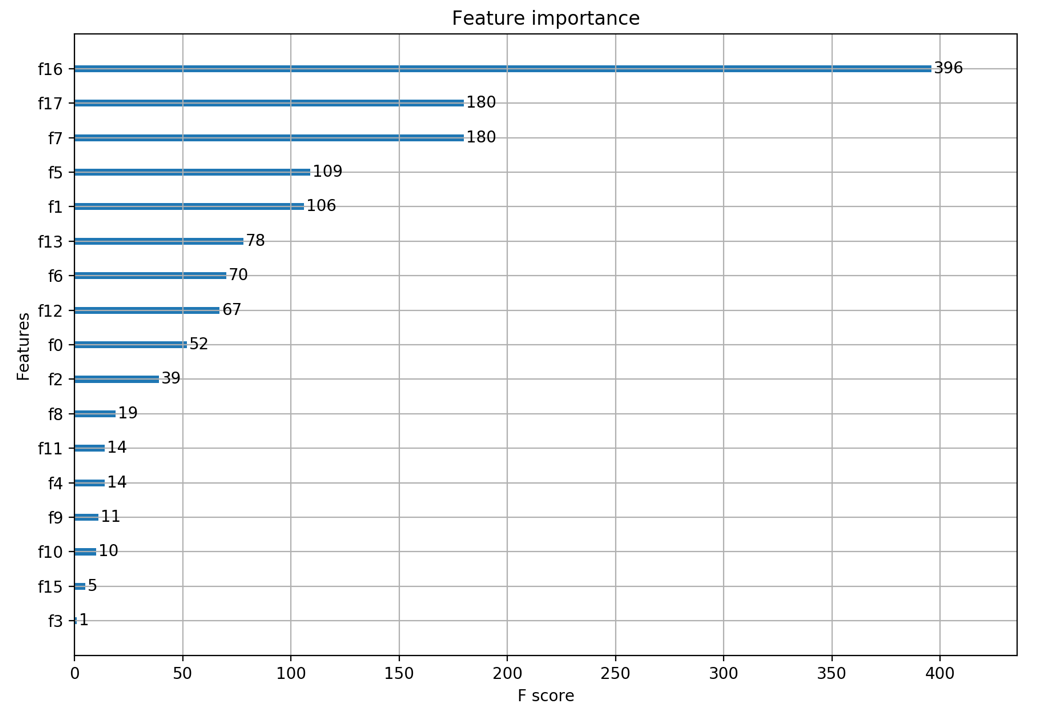 Feature importance
f16 396
f17 180
f7 180
f5 109
f1 106
f13 78
f6 70
f12 67
f0 52
f2 39
f8 19
f11 14
f4 14
f9 11
f10 10
f15 5
f3 1
Features
0 50 100 150 200 250 300 350 400
F score